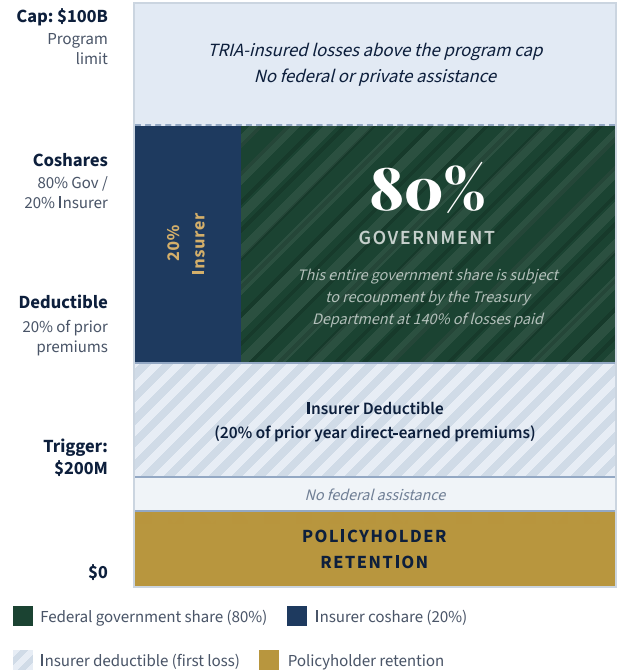 Cap: $100B
Program
limit
TRIA-insured losses above the program cap
No federal or private assistance
Coshares
80% Gov /
20% Insurer
20%
Insurer
80%
GOVERNMENT
This entire government share is subject
to recoupment by the Treasury
Department at 140% of losses paid
Deductible
20% of prior
premiums
Insurer Deductible
(20% of prior year direct-earned premiums)
Trigger:
$200M
No federal assistance
POLICYHOLDER
RETENTION
$0
Federal government share (80%)
Insurer coshare (20%)
Insurer deductible (first loss)
Policyholder retention